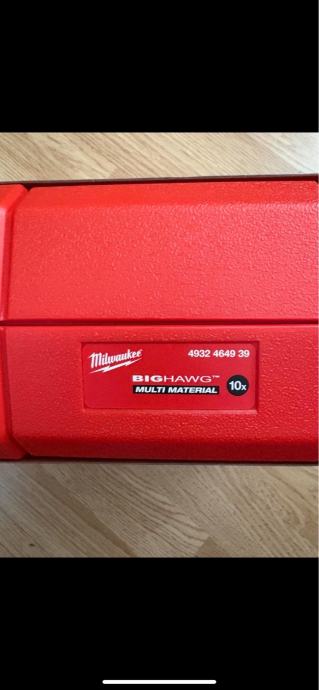 Milwaukee
4932 4649 39
BIGHAWG™
MULTI MATERIAL
10x